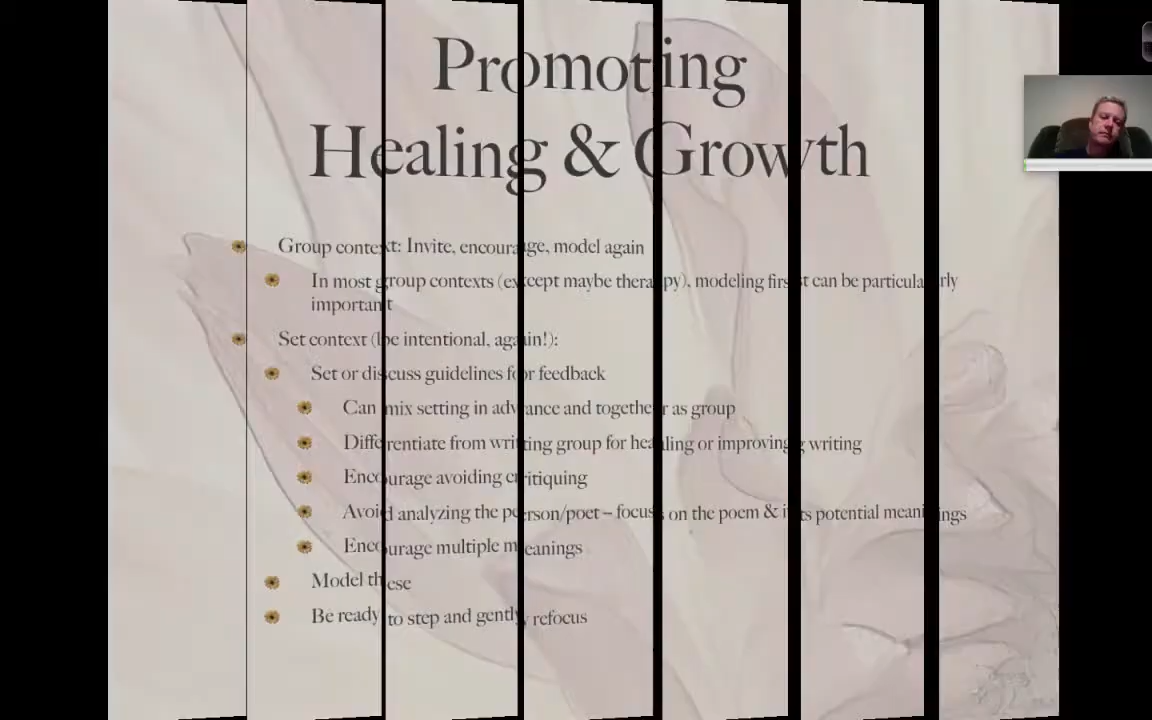 Promoting
Healing & Growth
Group context: Invite, encourage, model again
In most group contexts (except maybe therapy), modeling first can be particularly
important
Set context (be intentional, again!):
Set or discuss guidelines for feedback
Can mix setting in advance and together as group
Differentiate from writing group for healing or improving writing
Encourage avoiding critiquing
Avoid analyzing the person/poet – focus on the poem & its potential meanings
Encourage multiple meanings
Model these
Be ready to step and gently refocus